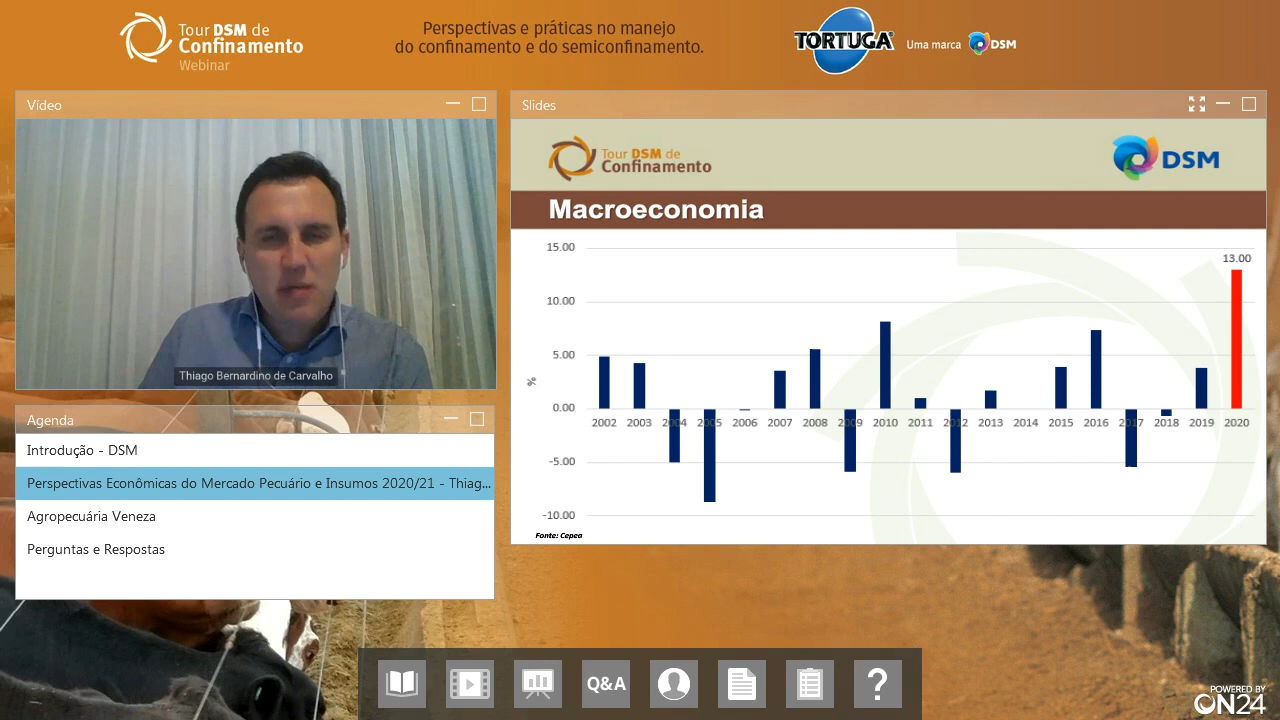 Tour DSM de
Confinamento
Webinar
Perspectivas e práticas no manejo
do confinamento e do semiconfinamento.
TORTUGA®
Uma marca DSM
Vídeo
Thiago Bernardino de Carvalho
Slides
Tour DSM de
Confinamento
DSM
Macroeconomia
15.00
10.00
5.00
0.00
-5.00
-10.00
%
13.00
2002 2003 2004 2005 2006 2007 2008 2009 2010 2011 2012 2013 2014 2015 2016 2017 2018 2019 2020
Fonte: Cepea
Agenda
Introdução - DSM
Perspectivas Econômicas do Mercado Pecuário e Insumos 2020/21 - Thiag...
Agropecuária Veneza
Perguntas e Respostas
Q&A
?
POWERED BY
ON24